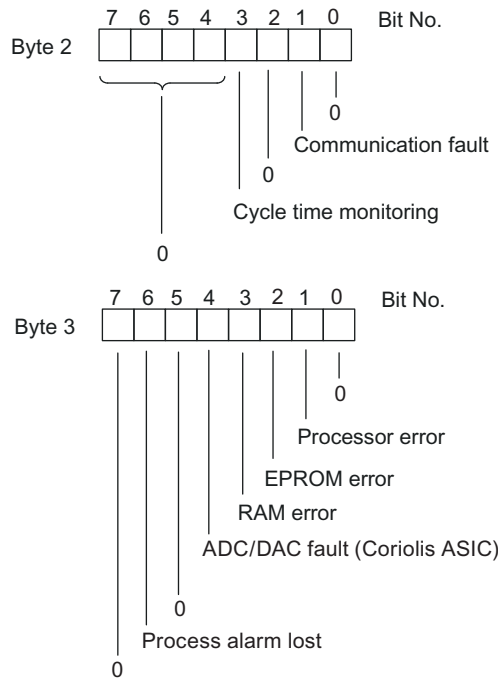 7 6 5 4 3 2 1 0 Bit No.
Byte 2
0
Communication fault
0
Cycle time monitoring
0
7 6 5 4 3 2 1 0 Bit No.
Byte 3
0
Processor error
EPROM error
RAM error
ADC/DAC fault (Coriolis ASIC)
0
Process alarm lost
0